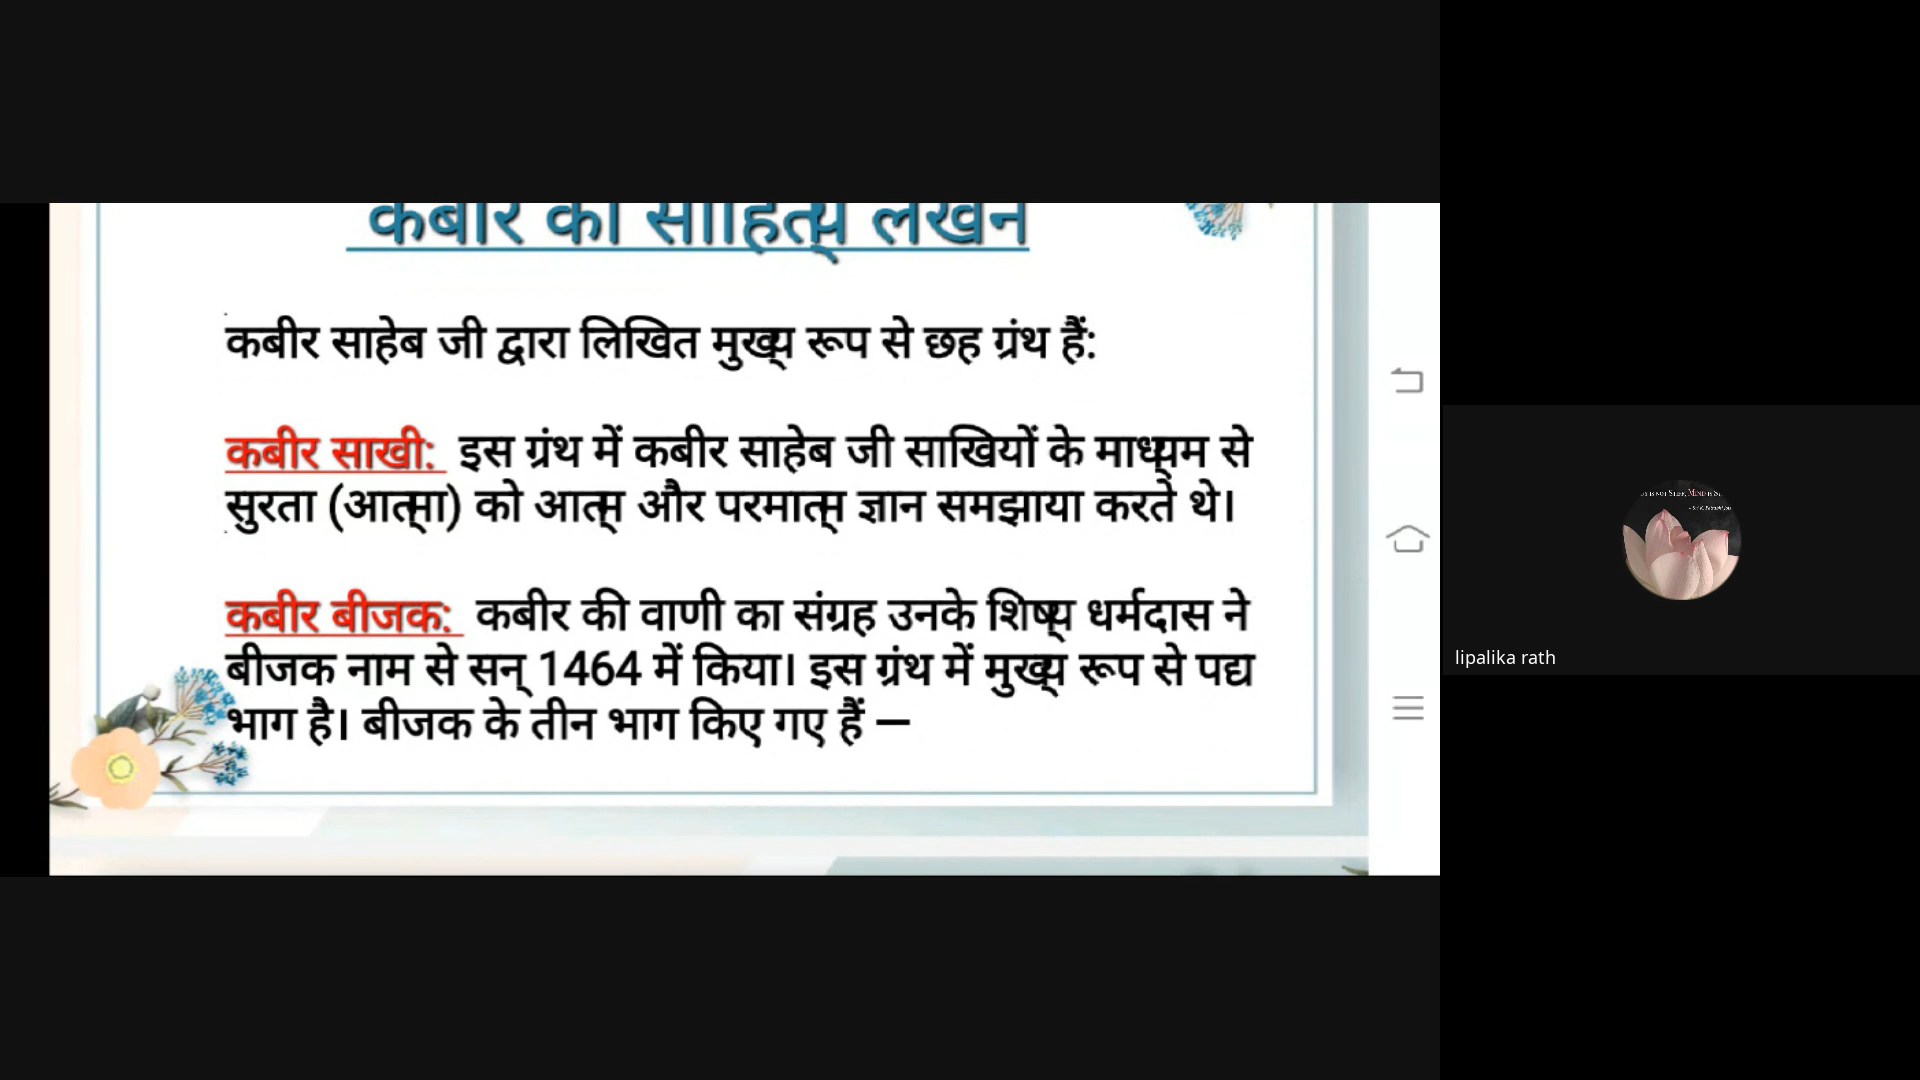 कबीर का साहित्य लेखन
कबीर साहेब जी द्वारा लिखित मुख्य रूप से छह ग्रंथ हैं:
कबीर साखी: इस ग्रंथ में कबीर साहेब जी साखियों के माध्यम से
सुरता (आत्मा) को आत्म और परमात्म ज्ञान समझाया करते थे।
कबीर बीजक: कबीर की वाणी का संग्रह उनके शिष्य धर्मदास ने
बीजक नाम से सन् 1464 में किया। इस ग्रंथ में मुख्य रूप से पद्य
भाग है। बीजक के तीन भाग किए गए हैं —
lipalika rath